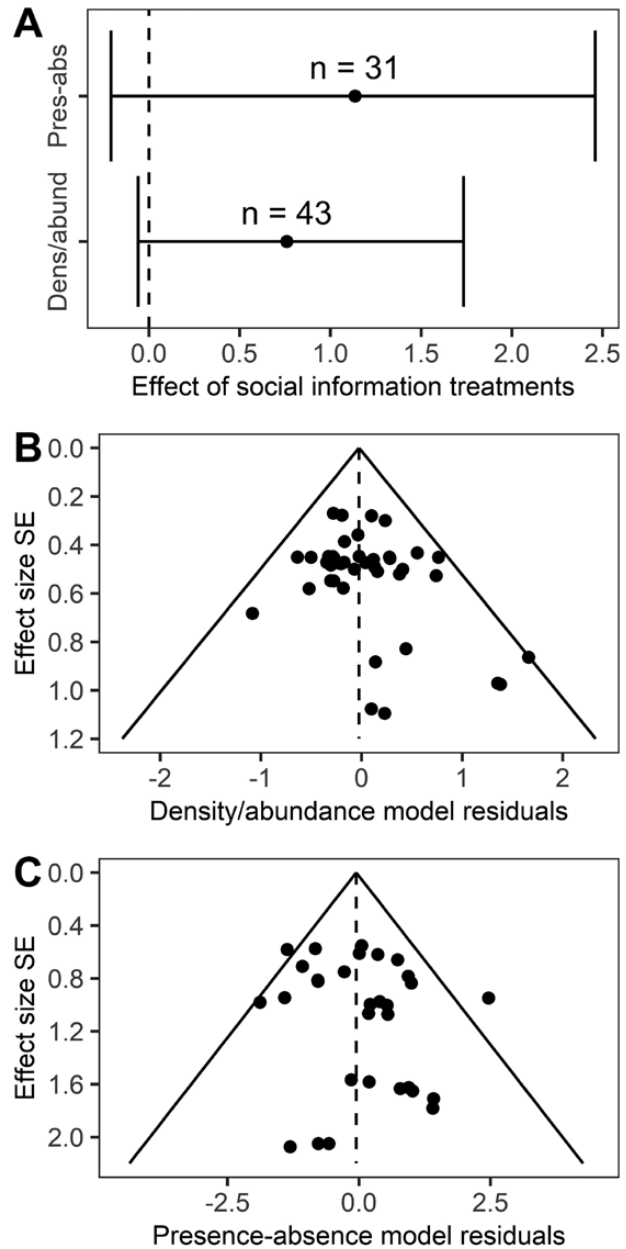 A
Pres-abs
n = 31
Dens/abund
n = 43
0.0 0.5 1.0 1.5 2.0 2.5
Effect of social information treatments
B
Effect size SE
0.0
0.2
0.4
0.6
0.8
1.0
1.2
-2 -1 0 1 2
Density/abundance model residuals
C
Effect size SE
0.0
0.4
0.8
1.2
1.6
2.0
-2.5 0.0 2.5
Presence-absence model residuals